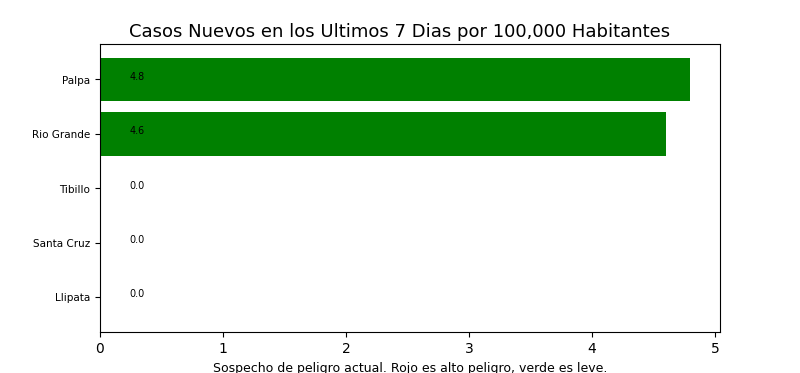 Casos Nuevos en los Ultimos 7 Dias por 100,000 Habitantes
Palpa 4.8
Rio Grande 4.6
Tibillo 0.0
Santa Cruz 0.0
Llipata 0.0
0 1 2 3 4 5
Sospecho de peligro actual. Rojo es alto peligro, verde es leve.